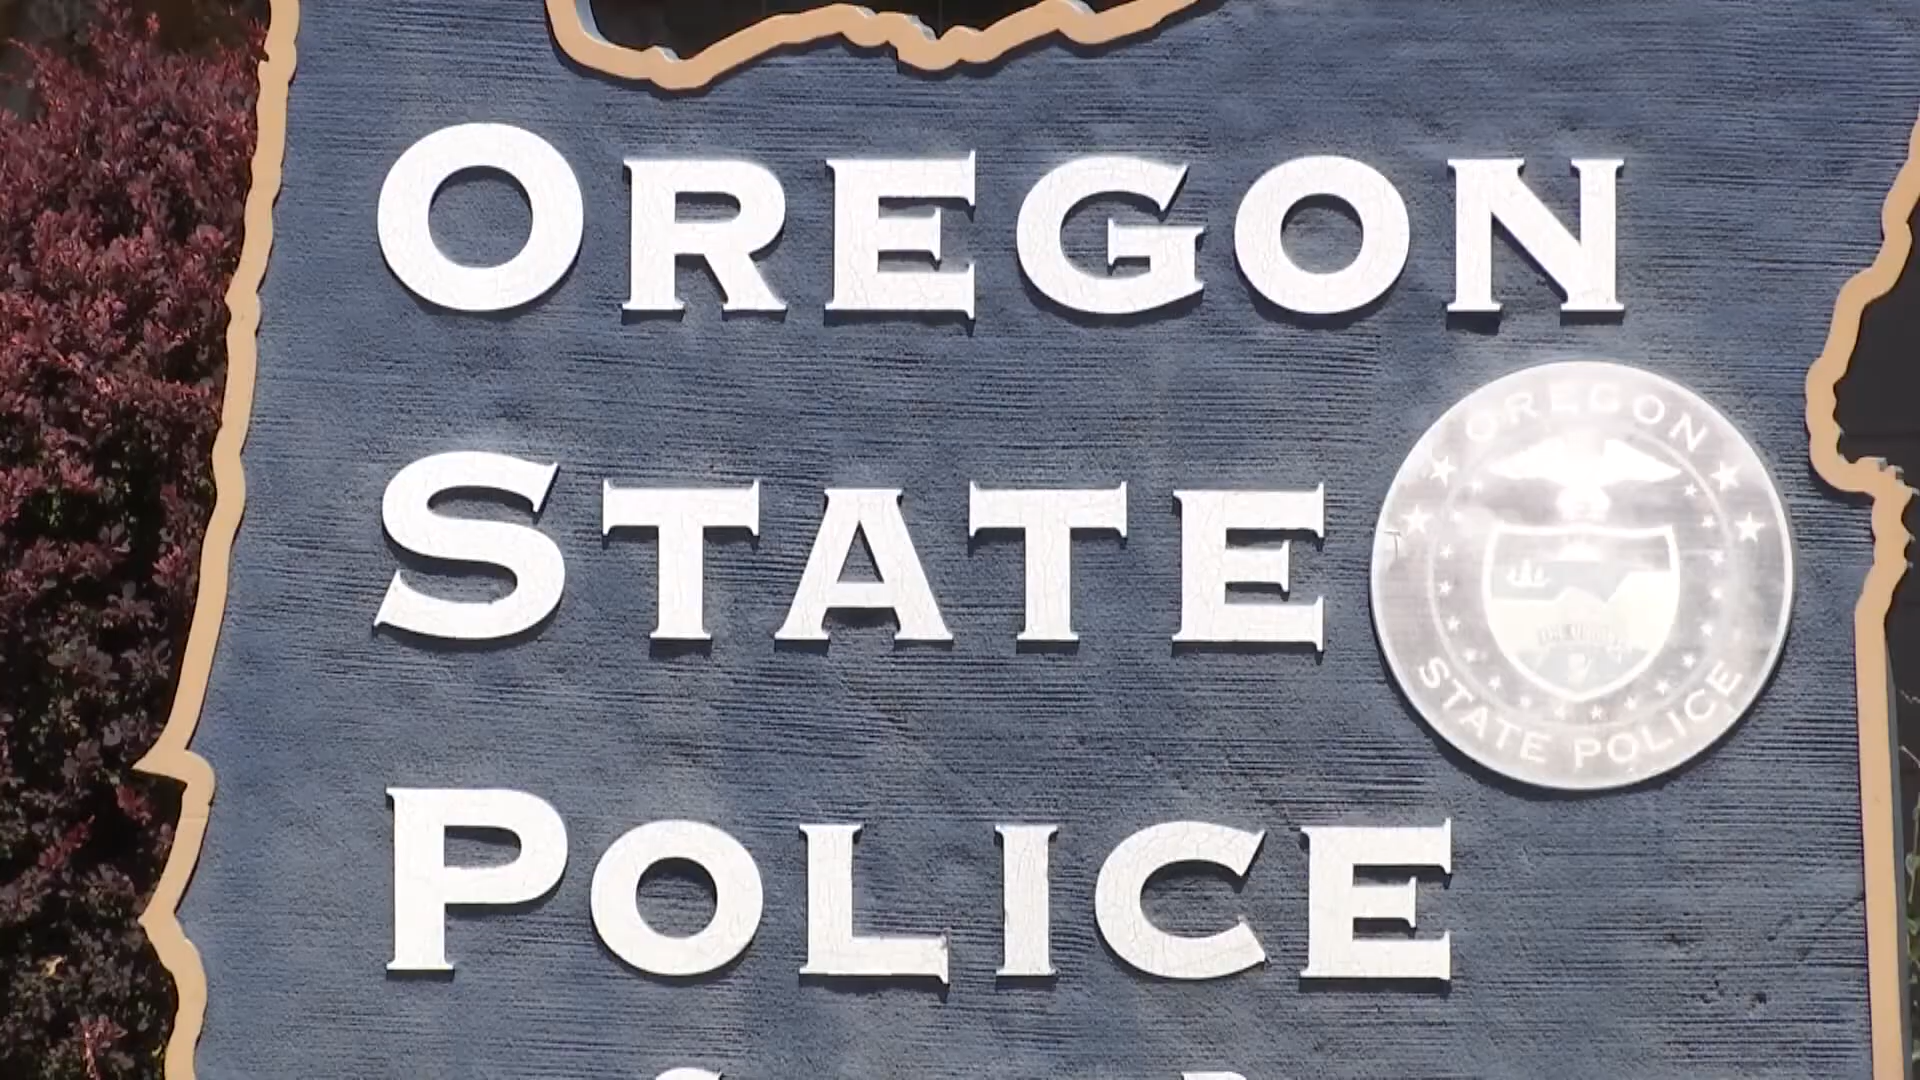 OREGON
STATE
POLICE
OREGON
STATE POLICE